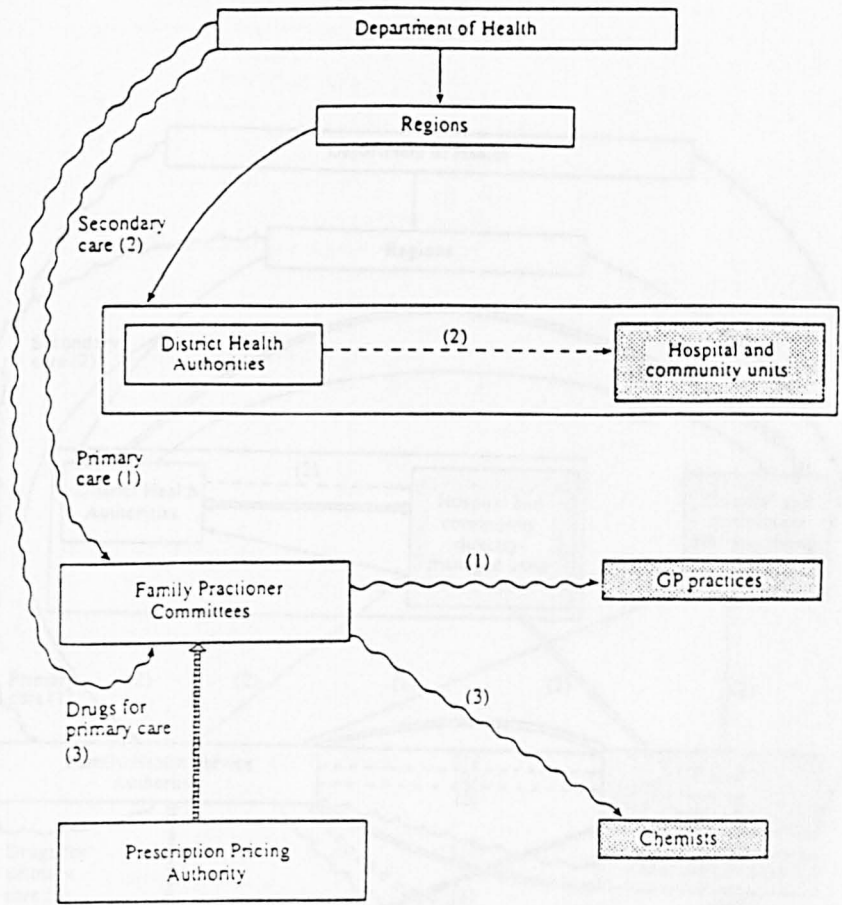 Department of Health
Regions
Secondary
care (2)
District Health
Authorities
(2)
Hospital and
community units
Primary
care (1)
Family Practioner
Committees
(1)
GP practices
(3)
Drugs for
primary care
(3)
Prescription Pricing
Authority
Chemists